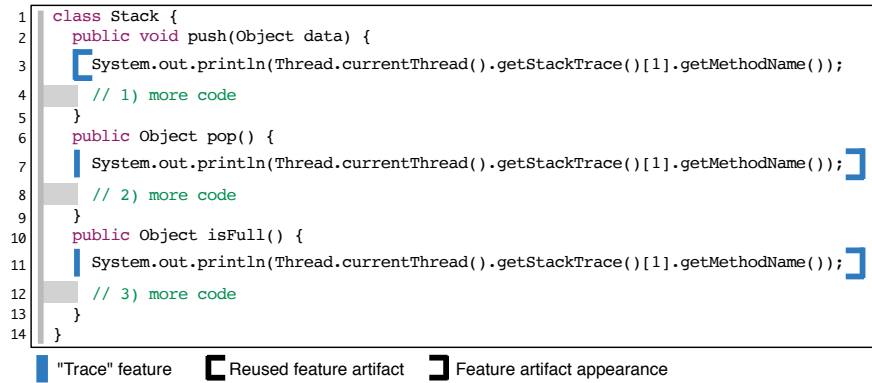 1 class Stack {
2 public void push(Object data) {
3 System.out.println(Thread.currentThread().getStackTrace()[1].getMethodName());
4 // 1) more code
5 }
6 public Object pop() {
7 System.out.println(Thread.currentThread().getStackTrace()[1].getMethodName());
8 // 2) more code
9 }
10 public Object isFull() {
11 System.out.println(Thread.currentThread().getStackTrace()[1].getMethodName());
12 // 3) more code
13 }
14 }
"Trace" feature Reused feature artifact Feature artifact appearance